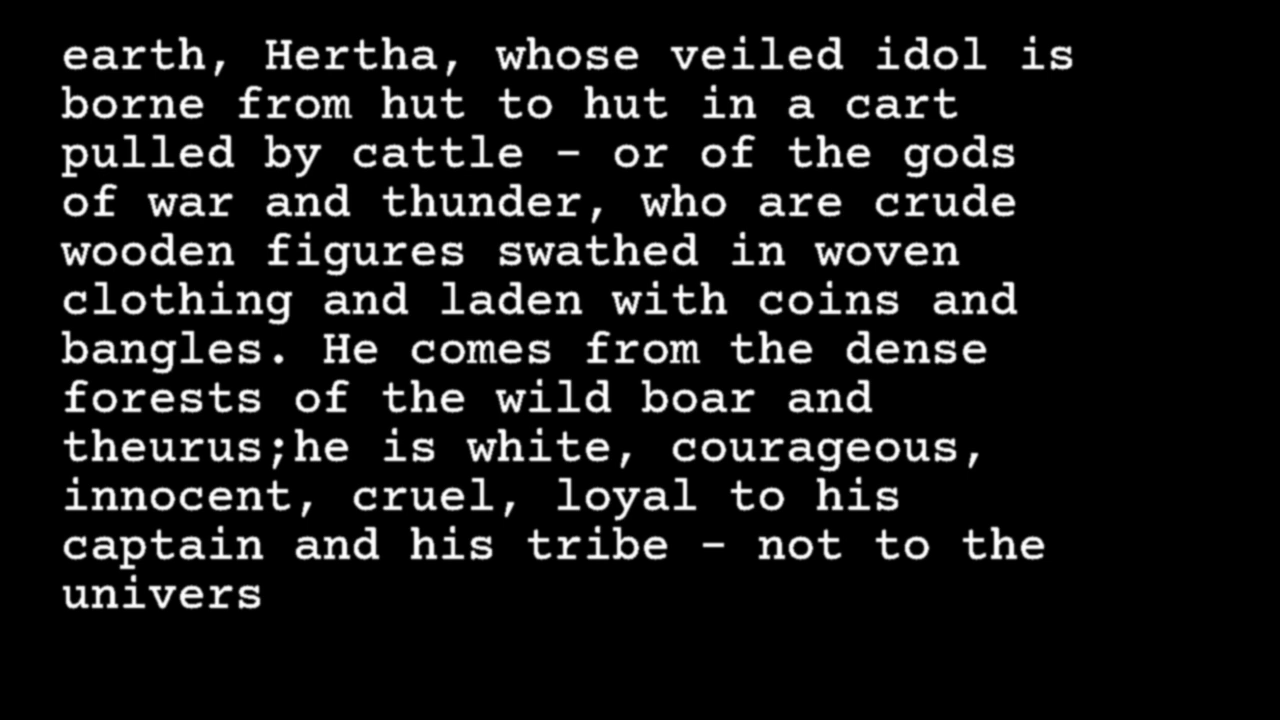 earth, Hertha, whose veiled idol is
borne from hut to hut in a cart
pulled by cattle – or of the gods
of war and thunder, who are crude
wooden figures swathed in woven
clothing and laden with coins and
bangles. He comes from the dense
forests of the wild boar and
theurus;he is white, courageous,
innocent, cruel, loyal to his
captain and his tribe – not to the
univers